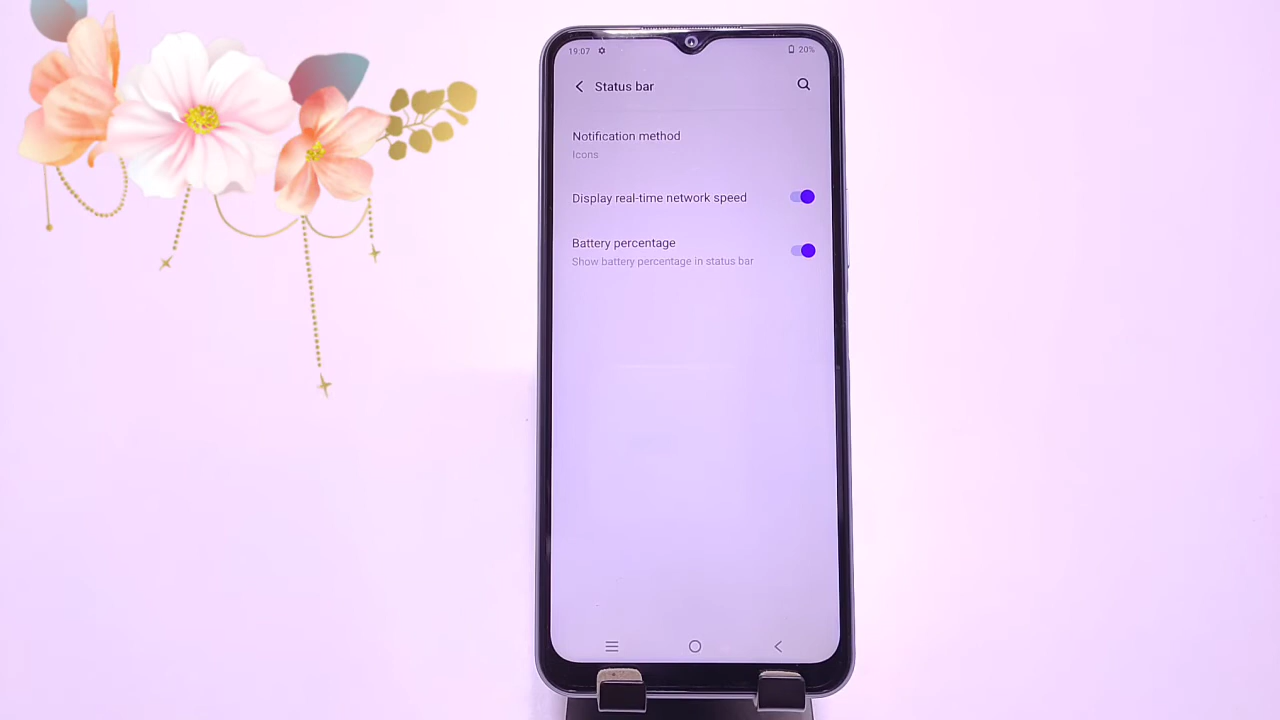 19:07
20%
Status bar
Notification method
Icons
Display real-time network speed
Battery percentage
Show battery percentage in status bar